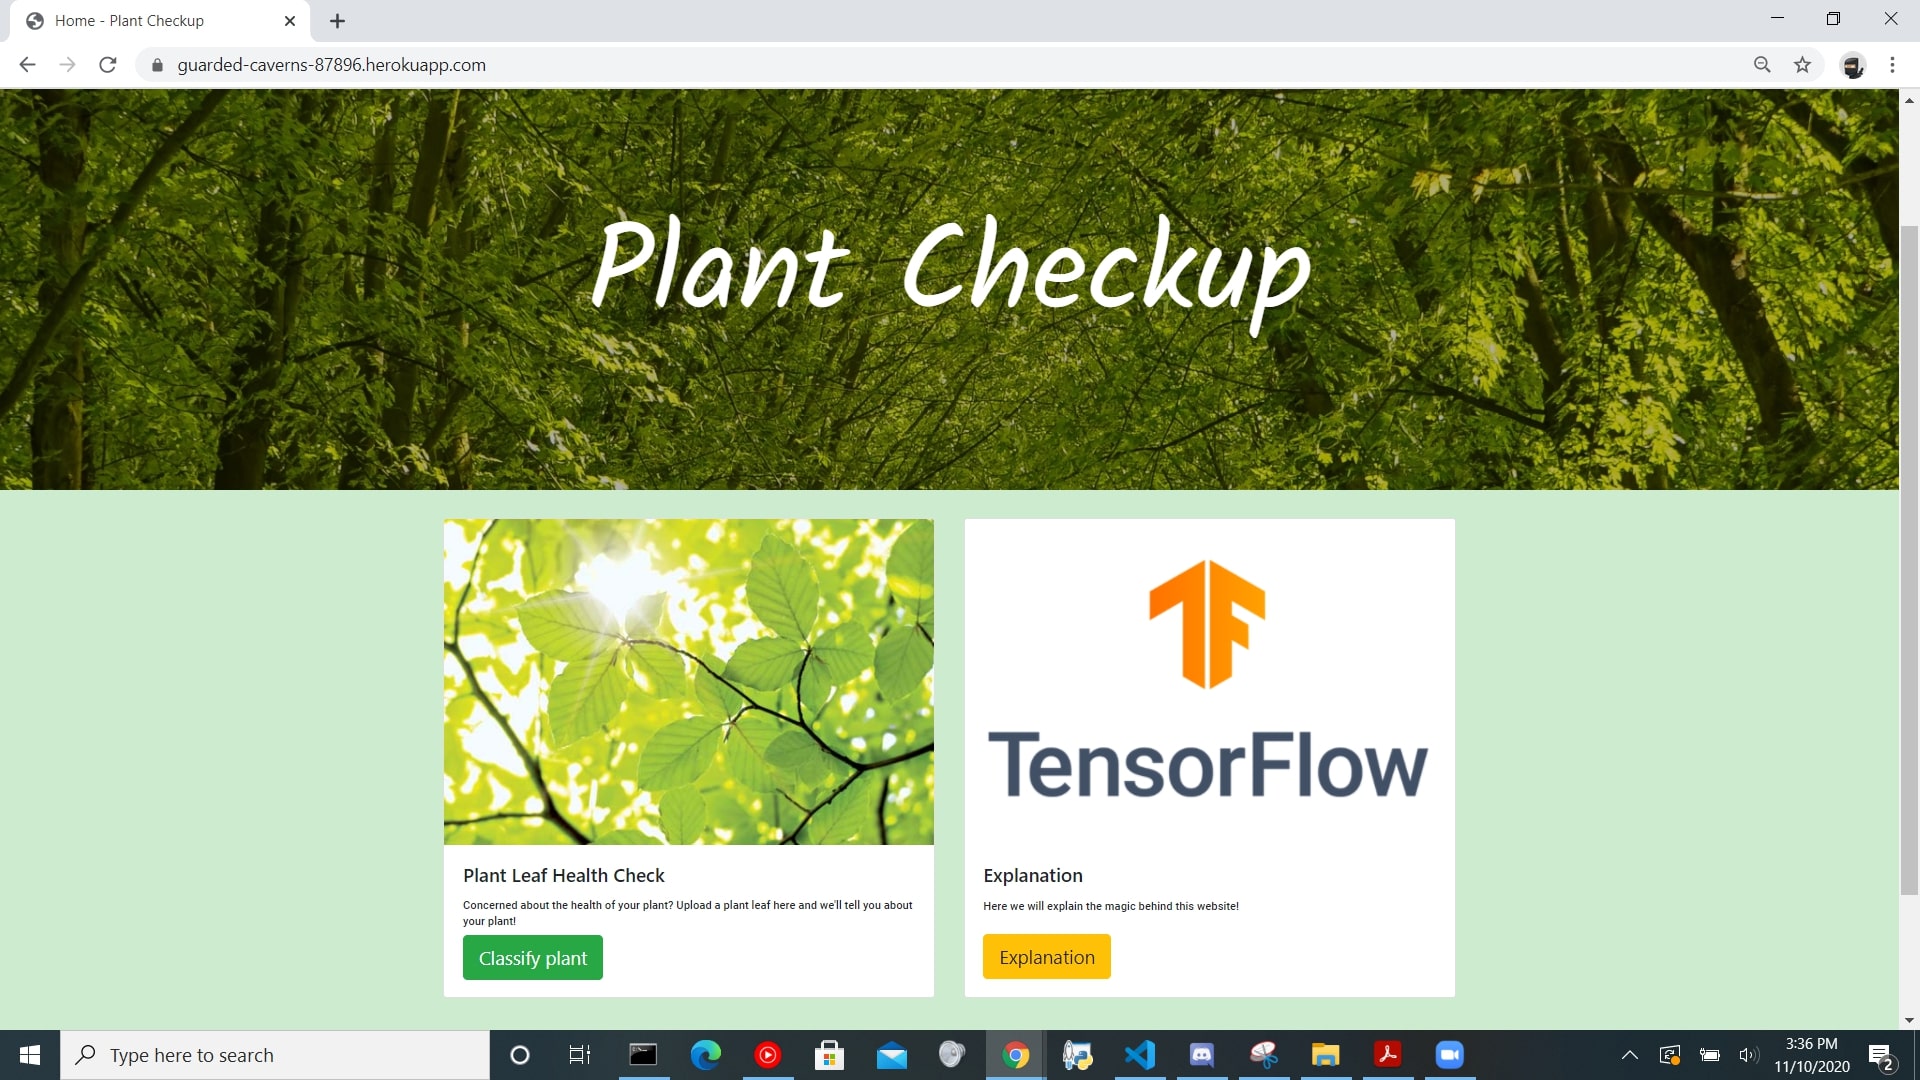 Home - Plant Checkup
guarded-caverns-87896.herokuapp.com
Plant Checkup
TensorFlow
Plant Leaf Health Check
Concerned about the health of your plant? Upload a plant leaf here and we'll tell you about
your plant!
Classify plant
Explanation
Here we will explain the magic behind this website!
Explanation
Type here to search
3:36 PM
11/10/2020
2